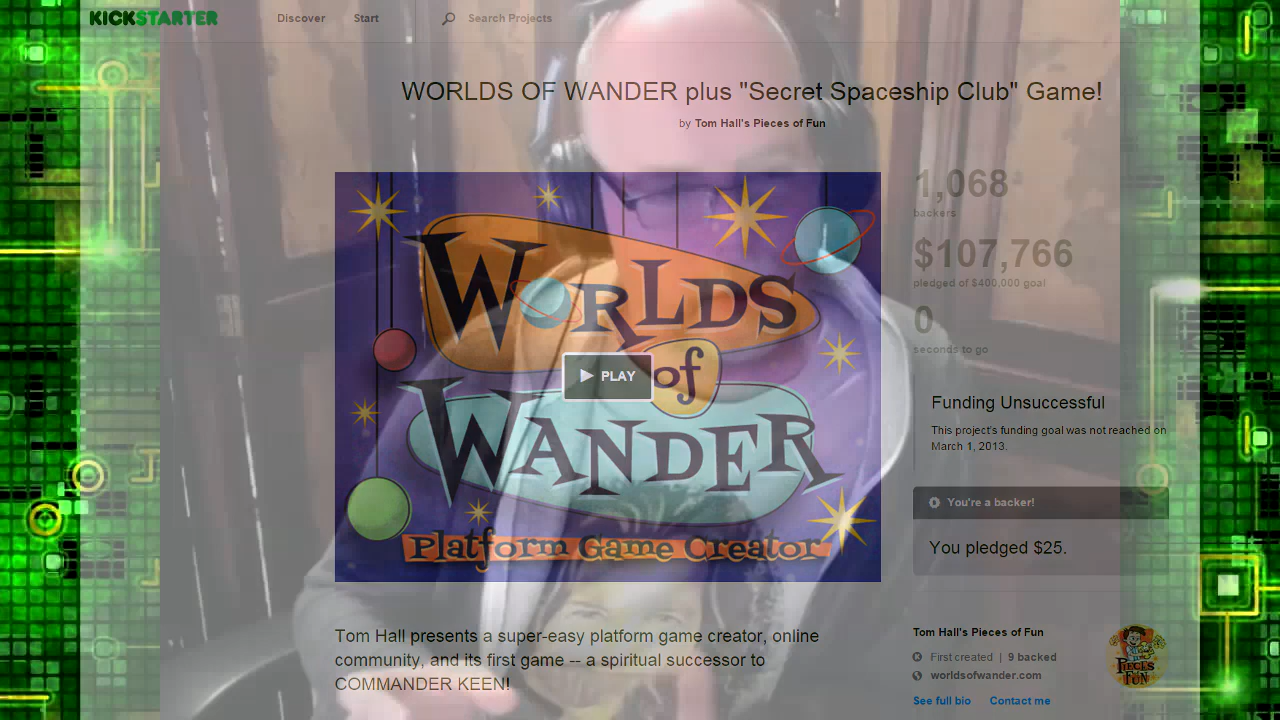 KICKSTARTER
Discover
Start
Search Projects
WORLDS OF WANDER plus "Secret Spaceship Club" Game!
by Tom Hall's Pieces of Fun
WORLDS
of
WANDER
Platform Game Creator
PLAY
1,068
backers
$107,766
pledged of $400,000 goal
0
seconds to go
Funding Unsuccessful
This project's funding goal was not reached on
March 1, 2013.
You're a backer!
You pledged $25.
Tom Hall presents a super-easy platform game creator, online
community, and its first game -- a spiritual successor to
COMMANDER KEEN!
Tom Hall's Pieces of Fun
First created | 9 backed
worldsofwander.com
See full bio
Contact me
PIECES
of
FUN